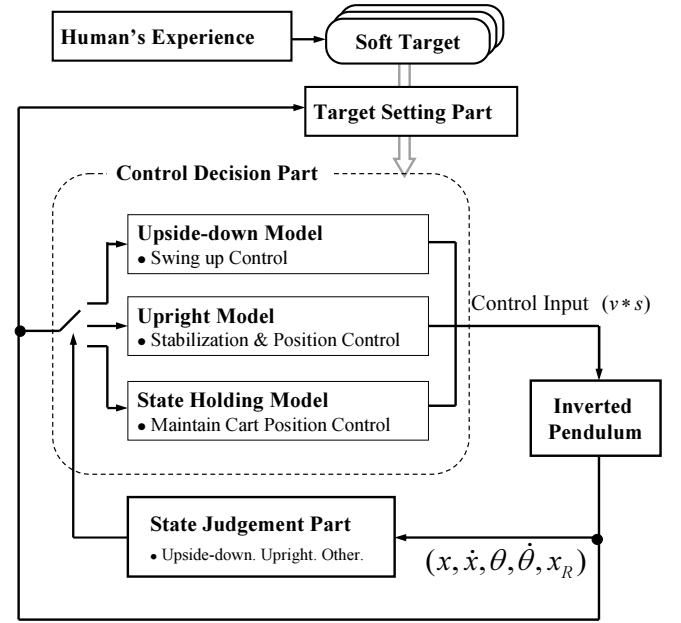 Human's Experience
Soft Target
Target Setting Part
Control Decision Part
Upside-down Model
• Swing up Control
Upright Model
• Stabilization & Position Control
State Holding Model
• Maintain Cart Position Control
Control Input (v*s)
Inverted
Pendulum
State Judgement Part
• Upside-down. Upright. Other.
(x, ẋ, θ, θ̇, x_R)